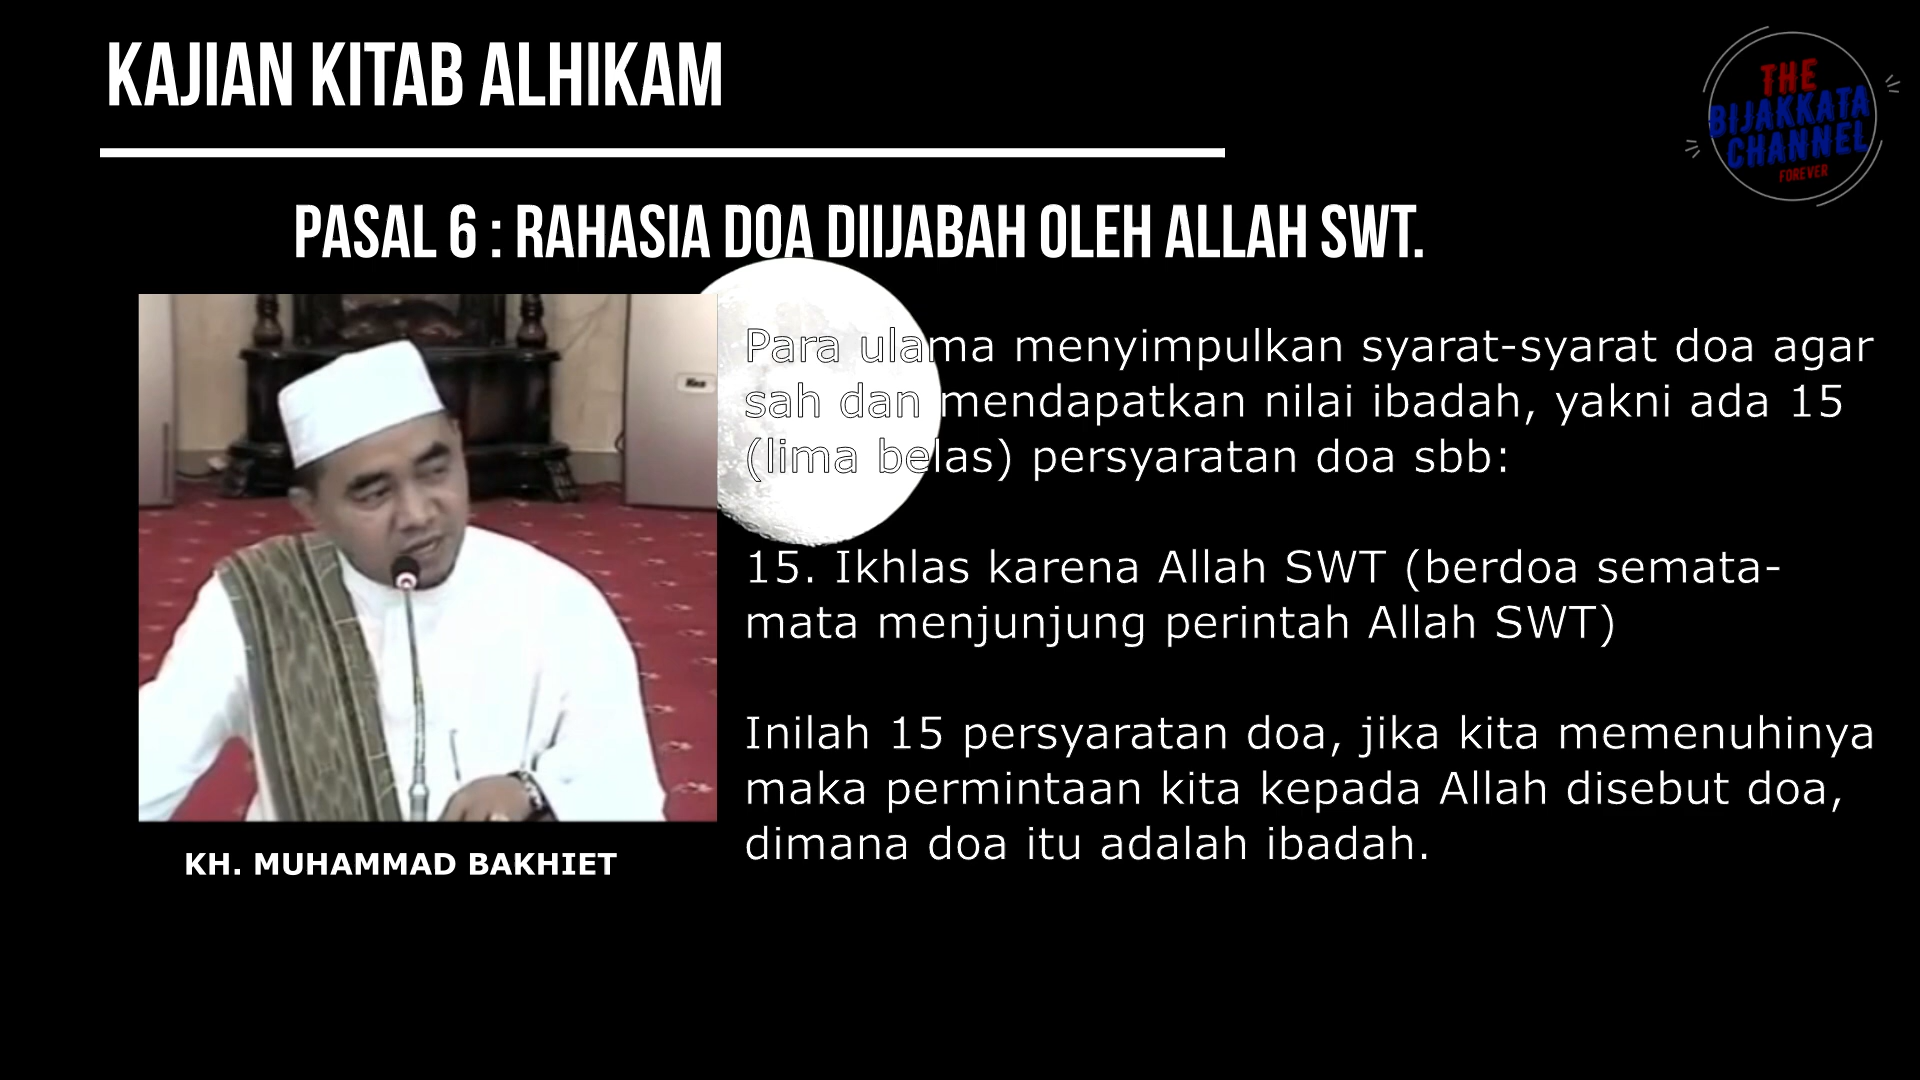 KAJIAN KITAB ALHIKAM
THE
BIJAKKATA
CHANNEL
FOREVER
PASAL 6 : RAHASIA DOA DIIJABAH OLEH ALLAH SWT.
Para ulama menyimpulkan syarat-syarat doa agar
sah dan mendapatkan nilai ibadah, yakni ada 15
(lima belas) persyaratan doa sbb:
15. Ikhlas karena Allah SWT (berdoa semata-
mata menjunjung perintah Allah SWT)
Inilah 15 persyaratan doa, jika kita memenuhinya
maka permintaan kita kepada Allah disebut doa,
dimana doa itu adalah ibadah.
KH. MUHAMMAD BAKHIET